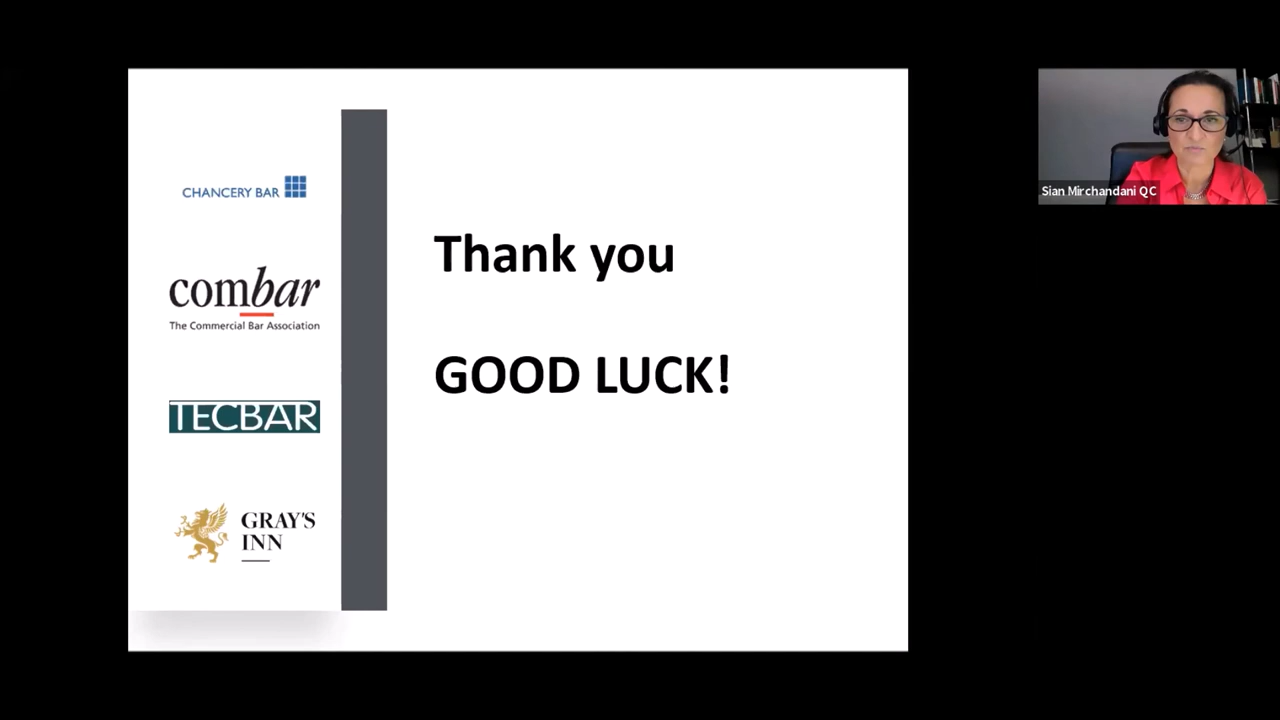 CHANCERY BAR
combar
The Commercial Bar Association
TECBAR
GRAY'S
INN
Thank you
GOOD LUCK!
Sian Mirchandani QC